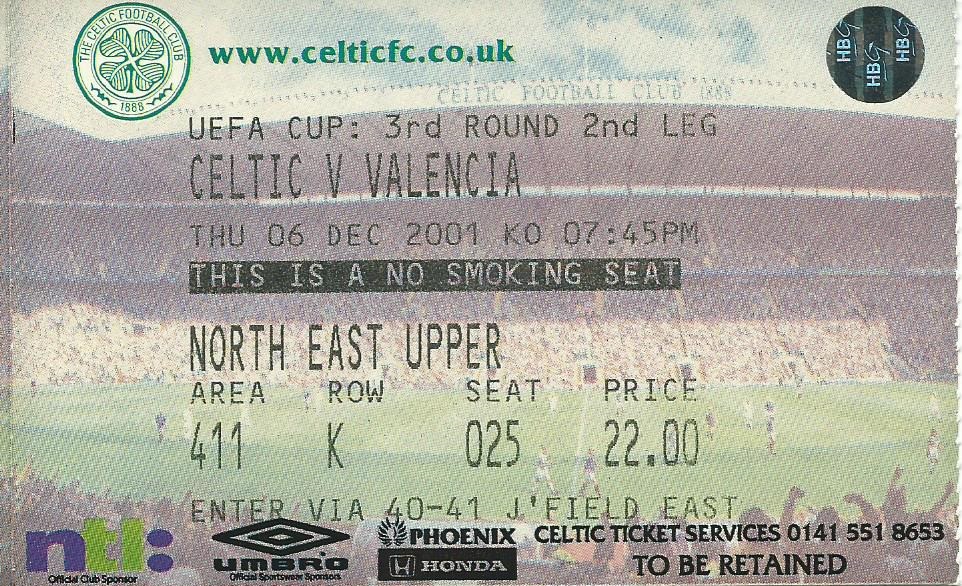 THE CELTIC FOOTBALL CLUB
1888
www.celticfc.co.uk
HBG HBG HBG
CELTIC FOOTBALL CLUB 1888
UEFA CUP: 3rd ROUND 2nd LEG
CELTIC V VALENCIA
THU 06 DEC 2001 KO 07:45PM
THIS IS A NO SMOKING SEAT
NORTH EAST UPPER
AREA ROW SEAT PRICE
411 K 025 22.00
ENTER VIA 40-41 J'FIELD EAST
ntl:
Official Club Sponsor
umbro
Official Sportswear Sponsors
PHOENIX
HONDA
CELTIC TICKET SERVICES 0141 551 8653
TO BE RETAINED